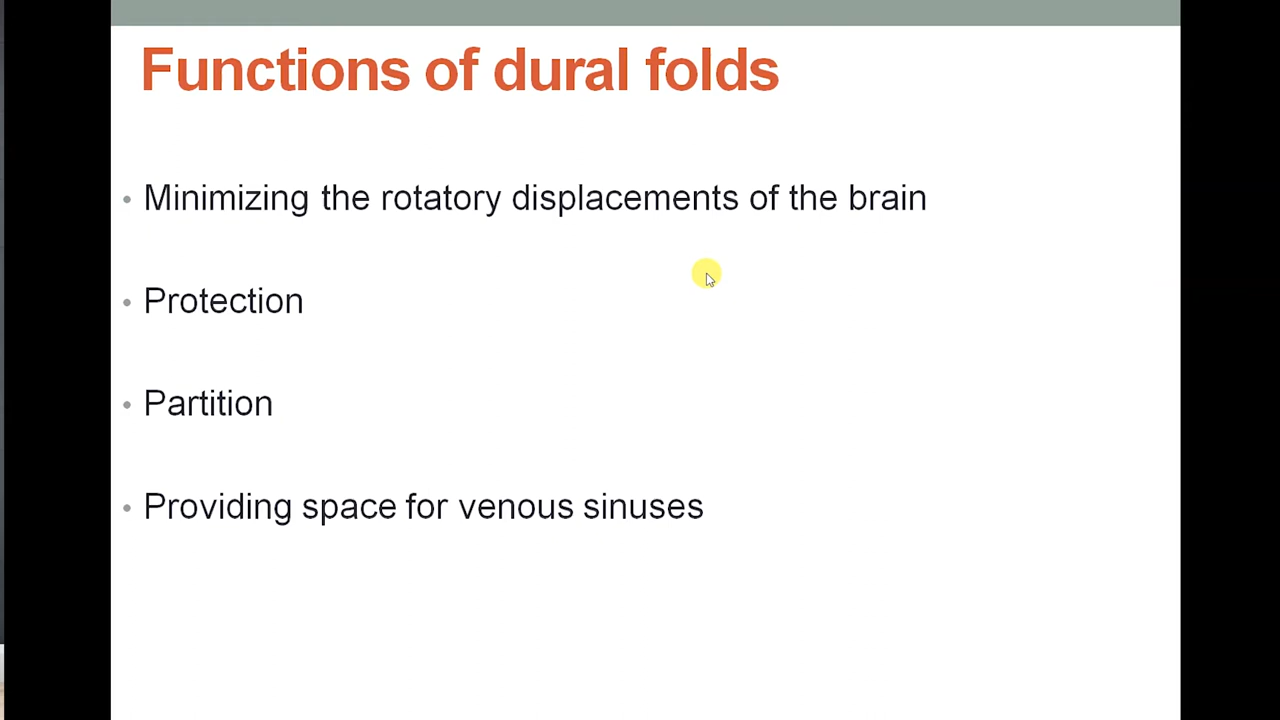 Functions of dural folds
• Minimizing the rotatory displacements of the brain
• Protection
• Partition
• Providing space for venous sinuses